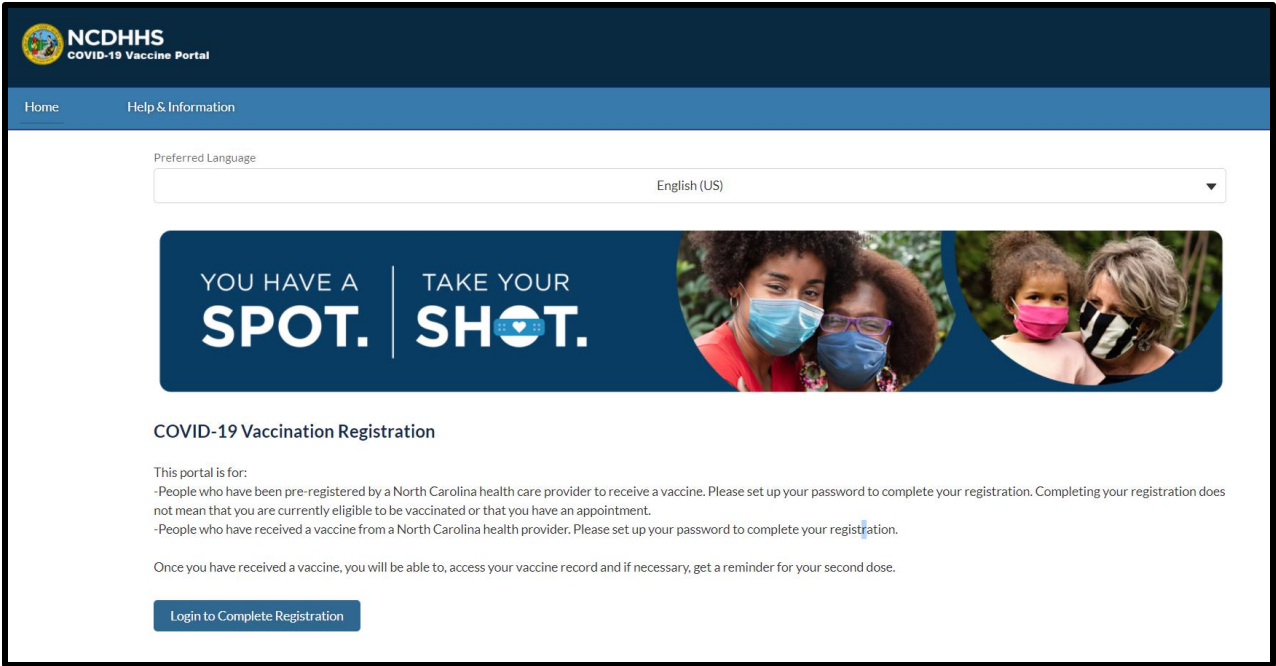 NCDHHS
COVID-19 Vaccine Portal
Home
Help & Information
Preferred Language
English (US)
YOU HAVE A
SPOT.
TAKE YOUR
SHOT.
COVID-19 Vaccination Registration
This portal is for:
-People who have been pre-registered by a North Carolina health care provider to receive a vaccine. Please set up your password to complete your registration. Completing your registration does
not mean that you are currently eligible to be vaccinated or that you have an appointment.
-People who have received a vaccine from a North Carolina health provider. Please set up your password to complete your registration.
Once you have received a vaccine, you will be able to, access your vaccine record and if necessary, get a reminder for your second dose.
Login to Complete Registration